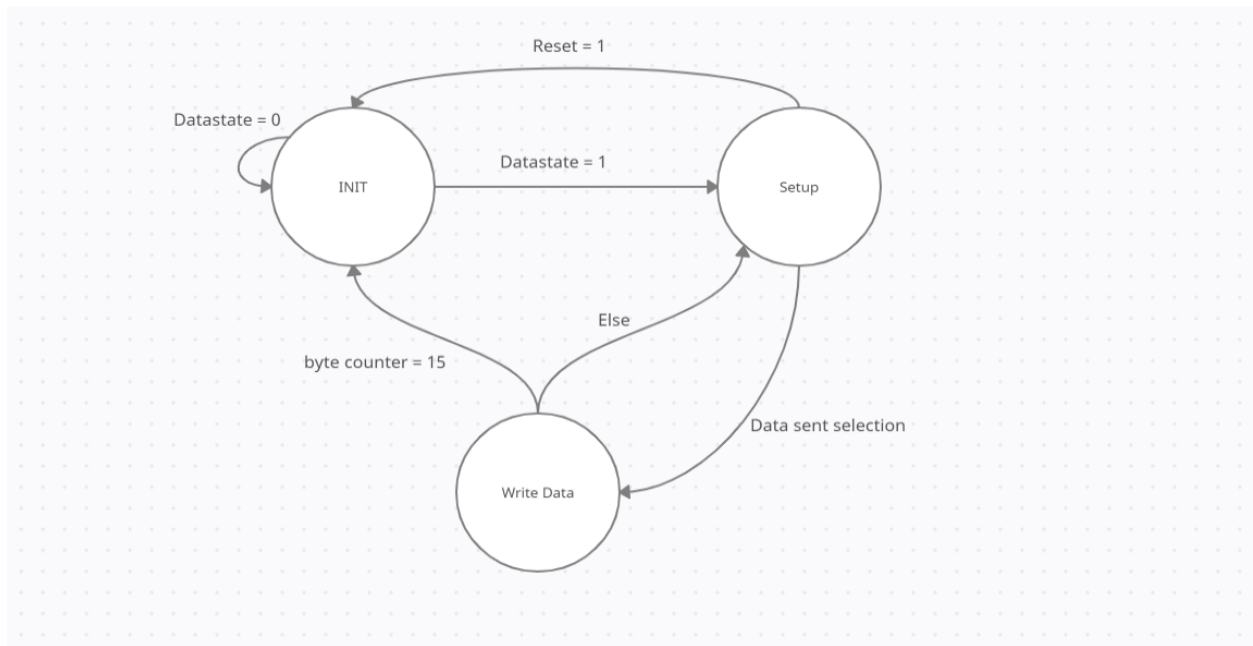 Reset = 1
Datastate = 0
Datastate = 1
INIT
Setup
Else
byte counter = 15
Data sent selection
Write Data